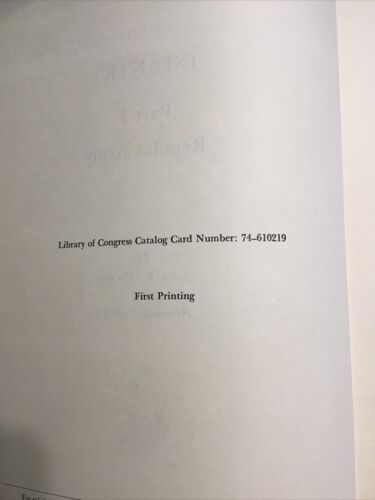 Library of Congress Catalog Card Number: 74–610219
First Printing